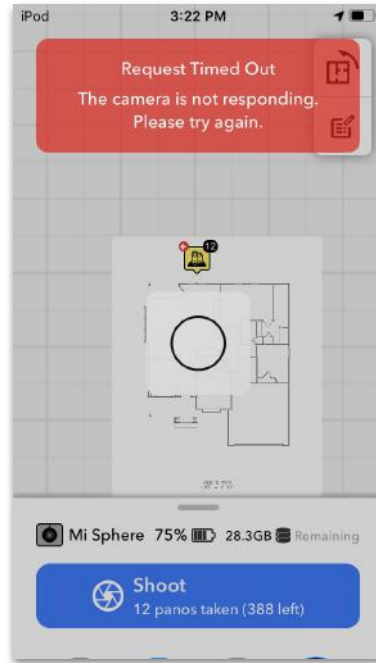 iPod 3:22 PM
Request Timed Out
The camera is not responding.
Please try again.
12
Mi Sphere 75% 28.3GB Remaining
Shoot
12 panos taken (388 left)